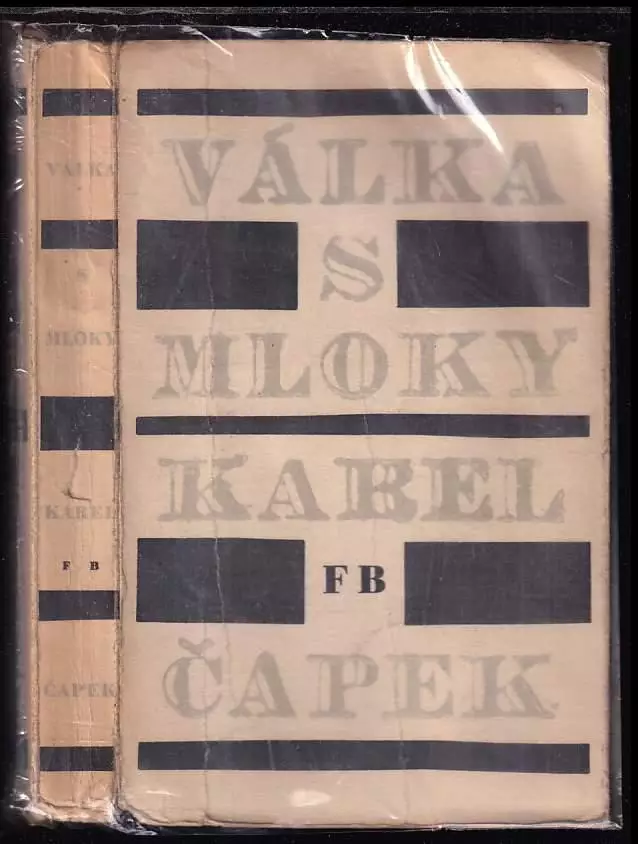 VÁLKA
S
MLOKY
KAREL
FB
ČAPEK
VÁLKA
S
MLOKY
KAREL
F B
ČAPEK